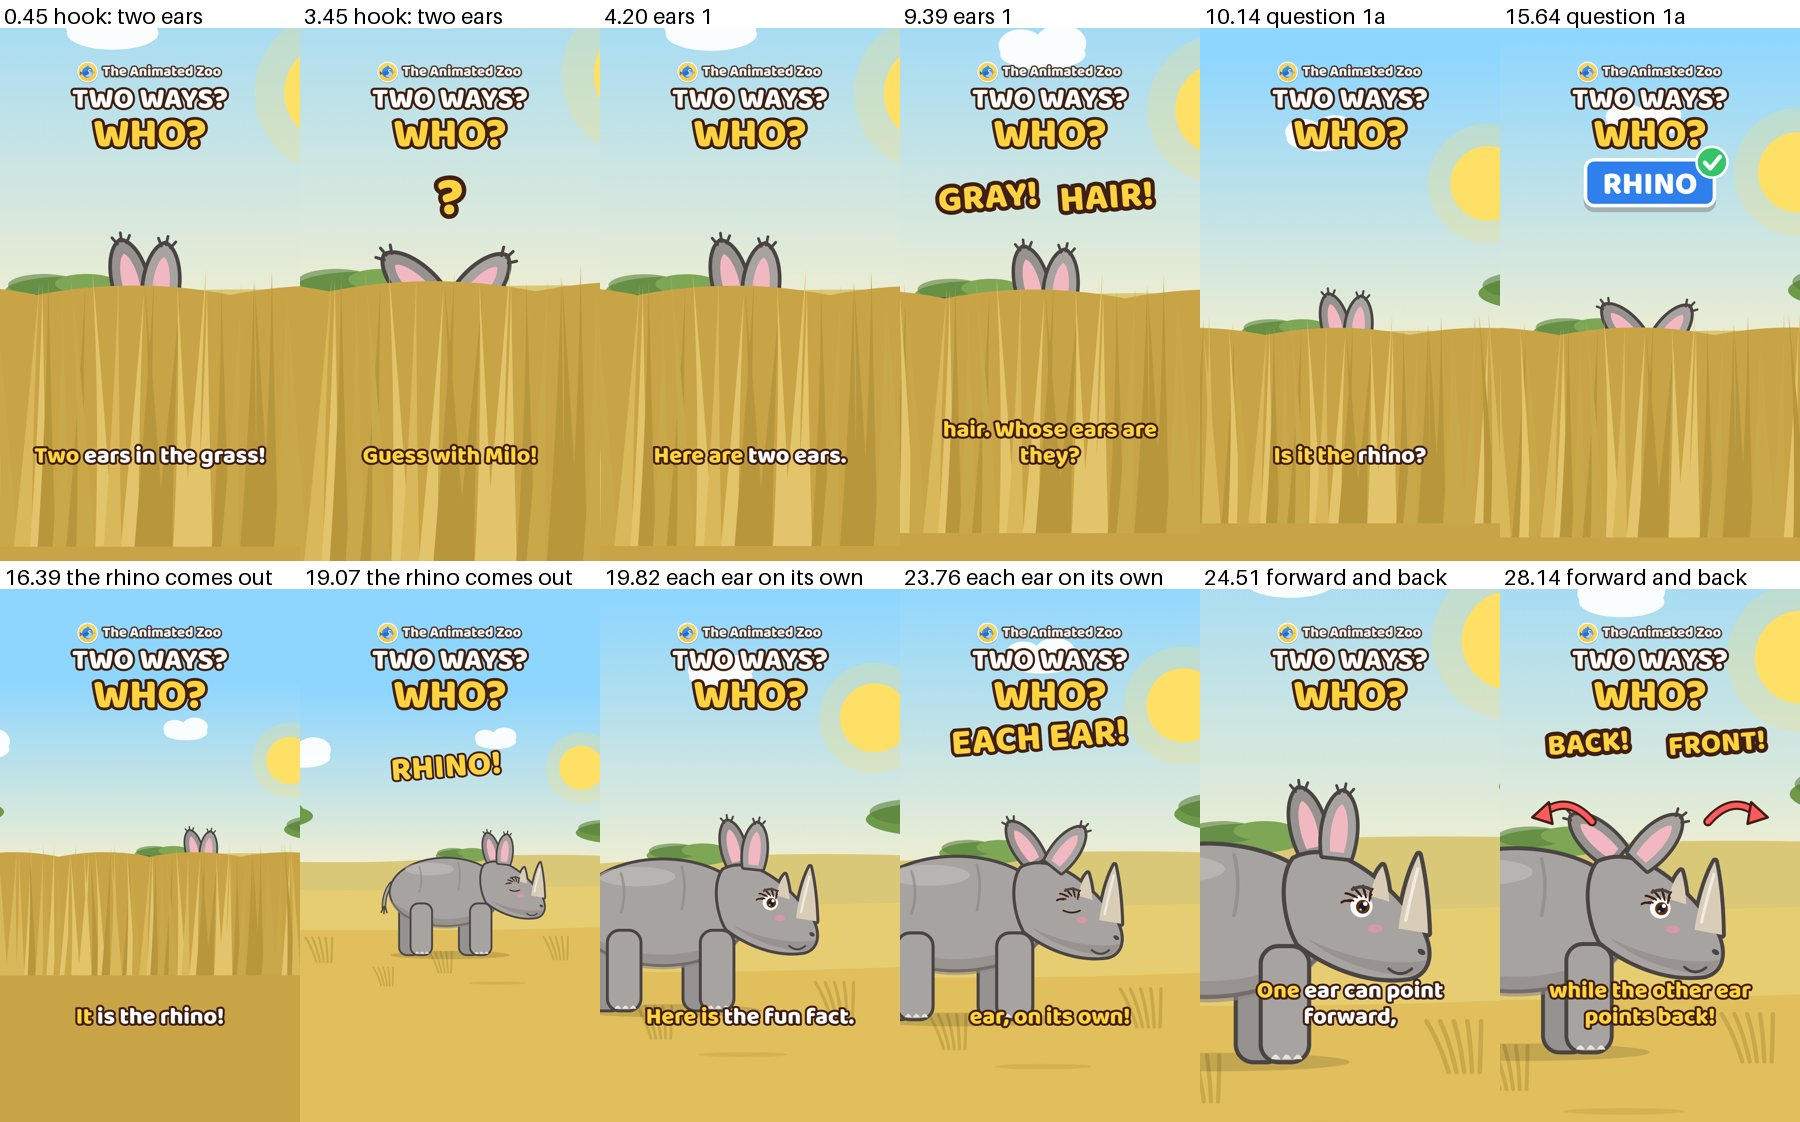 0.45 hook: two ears
The Animated Zoo
TWO WAYS?
WHO?
Two ears in the grass!
3.45 hook: two ears
The Animated Zoo
TWO WAYS?
WHO?
?
Guess with Milo!
4.20 ears 1
The Animated Zoo
TWO WAYS?
WHO?
Here are two ears.
9.39 ears 1
The Animated Zoo
TWO WAYS?
WHO?
GRAY! HAIR!
hair. Whose ears are
they?
10.14 question 1a
The Animated Zoo
TWO WAYS?
WHO?
Is it the rhino?
15.64 question 1a
The Animated Zoo
TWO WAYS?
WHO?
RHINO
16.39 the rhino comes out
The Animated Zoo
TWO WAYS?
WHO?
It is the rhino!
19.07 the rhino comes out
The Animated Zoo
TWO WAYS?
WHO?
RHINO!
19.82 each ear on its own
The Animated Zoo
TWO WAYS?
WHO?
Here is the fun fact.
23.76 each ear on its own
The Animated Zoo
TWO WAYS?
WHO?
EACH EAR!
ear, on its own!
24.51 forward and back
The Animated Zoo
TWO WAYS?
WHO?
One ear can point
forward,
28.14 forward and back
The Animated Zoo
TWO WAYS?
WHO?
BACK! FRONT!
while the other ear
points back!